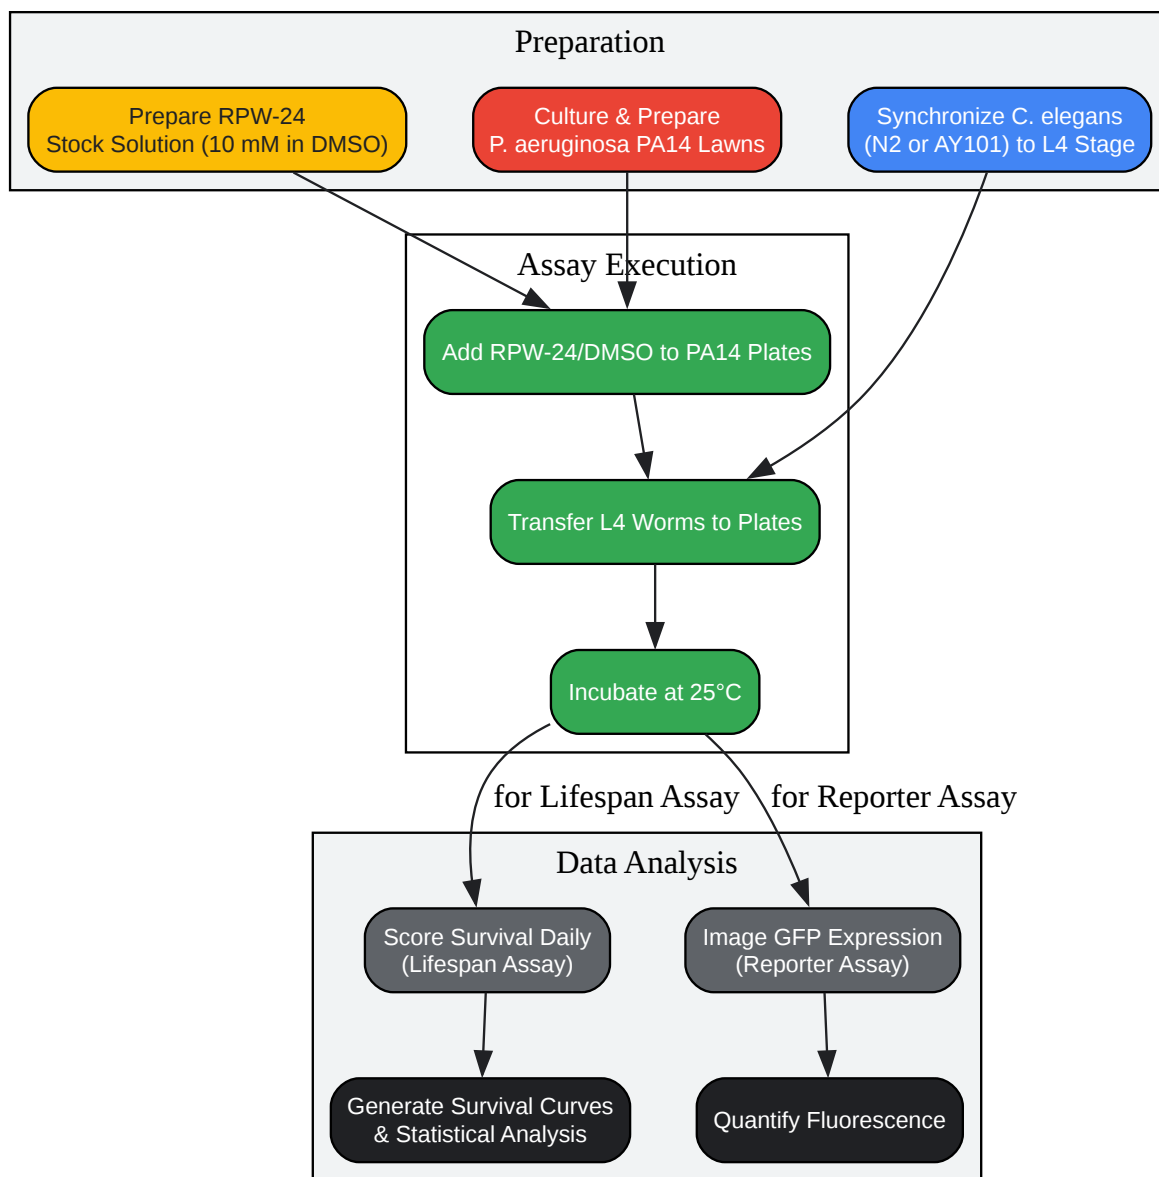 Preparation
Prepare RPW-24
Stock Solution (10 mM in DMSO)
Culture & Prepare
P. aeruginosa PA14 Lawns
Synchronize C. elegans
(N2 or AY101) to L4 Stage
Assay Execution
Add RPW-24/DMSO to PA14 Plates
Transfer L4 Worms to Plates
Incubate at 25°C
for Lifespan Assay
for Reporter Assay
Data Analysis
Score Survival Daily
(Lifespan Assay)
Image GFP Expression
(Reporter Assay)
Generate Survival Curves
& Statistical Analysis
Quantify Fluorescence